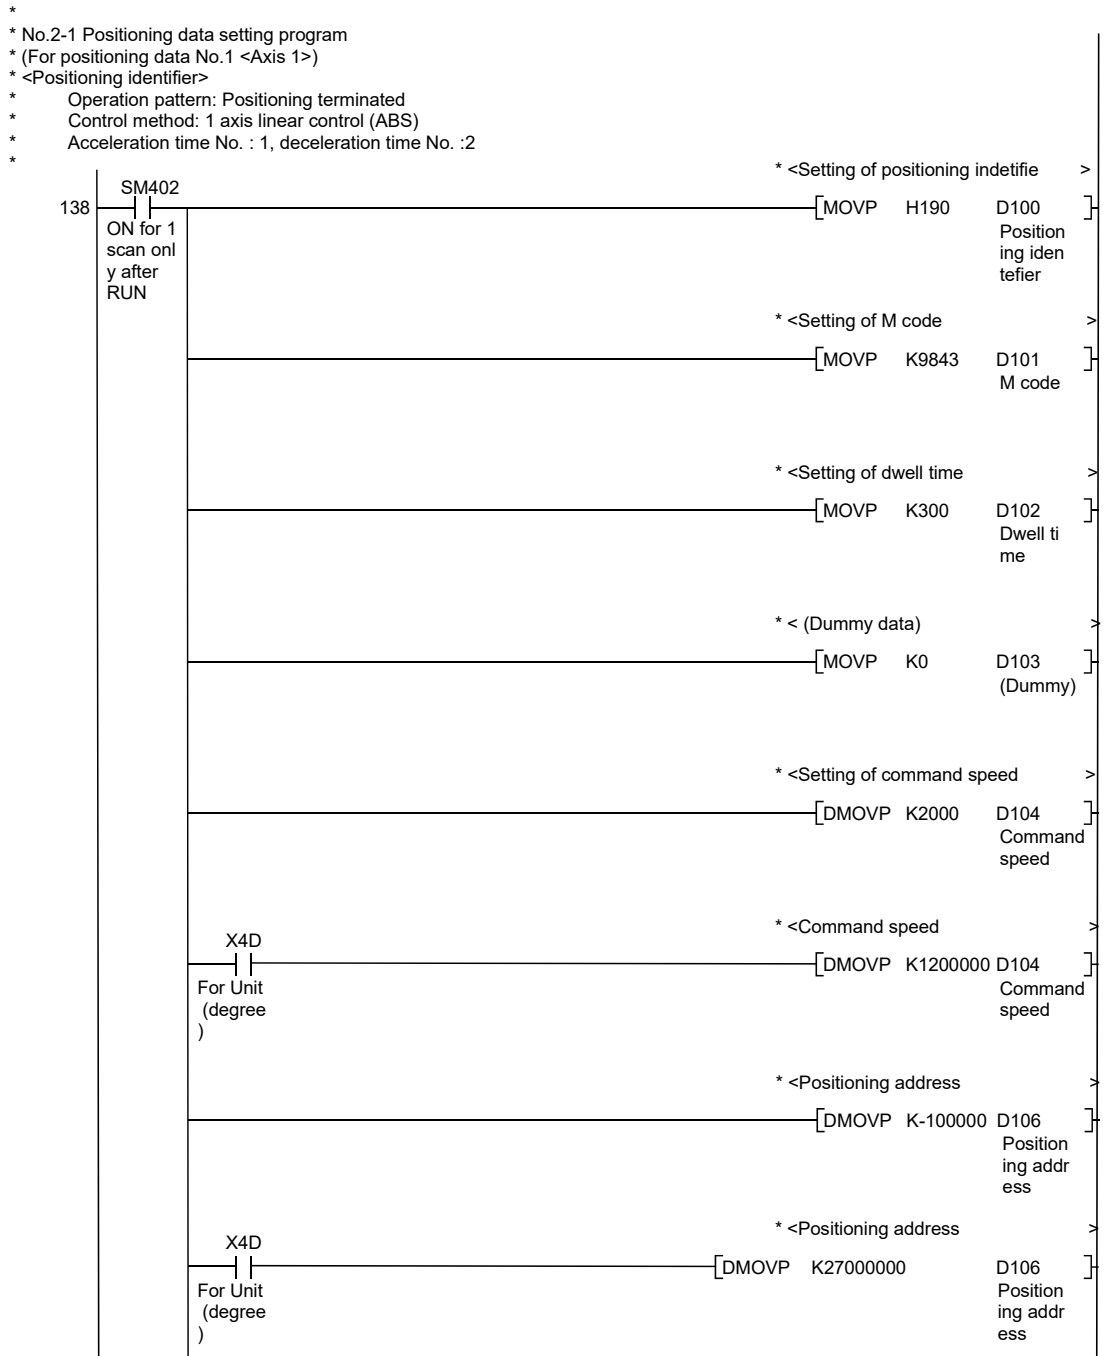 *
* No.2-1 Positioning data setting program
* (For positioning data No.1 <Axis 1>)
* <Positioning identifier>
* Operation pattern: Positioning terminated
* Control method: 1 axis linear control (ABS)
* Acceleration time No. : 1, deceleration time No. :2
*
* <Setting of positioning indetifie >
SM402
138
MOVP H190 D100
ON for 1
scan onl
y after
RUN
Position
ing iden
tefier
* <Setting of M code >
MOVP K9843 D101
M code
* <Setting of dwell time >
MOVP K300 D102
Dwell ti
me
* < (Dummy data) >
MOVP K0 D103
(Dummy)
* <Setting of command speed >
DMOVP K2000 D104
Command
speed
* <Command speed >
X4D
DMOVP K1200000 D104
For Unit
(degree
)
Command
speed
* <Positioning address >
DMOVP K-100000 D106
Position
ing addr
ess
* <Positioning address >
X4D
DMOVP K27000000 D106
For Unit
(degree
)
Position
ing addr
ess